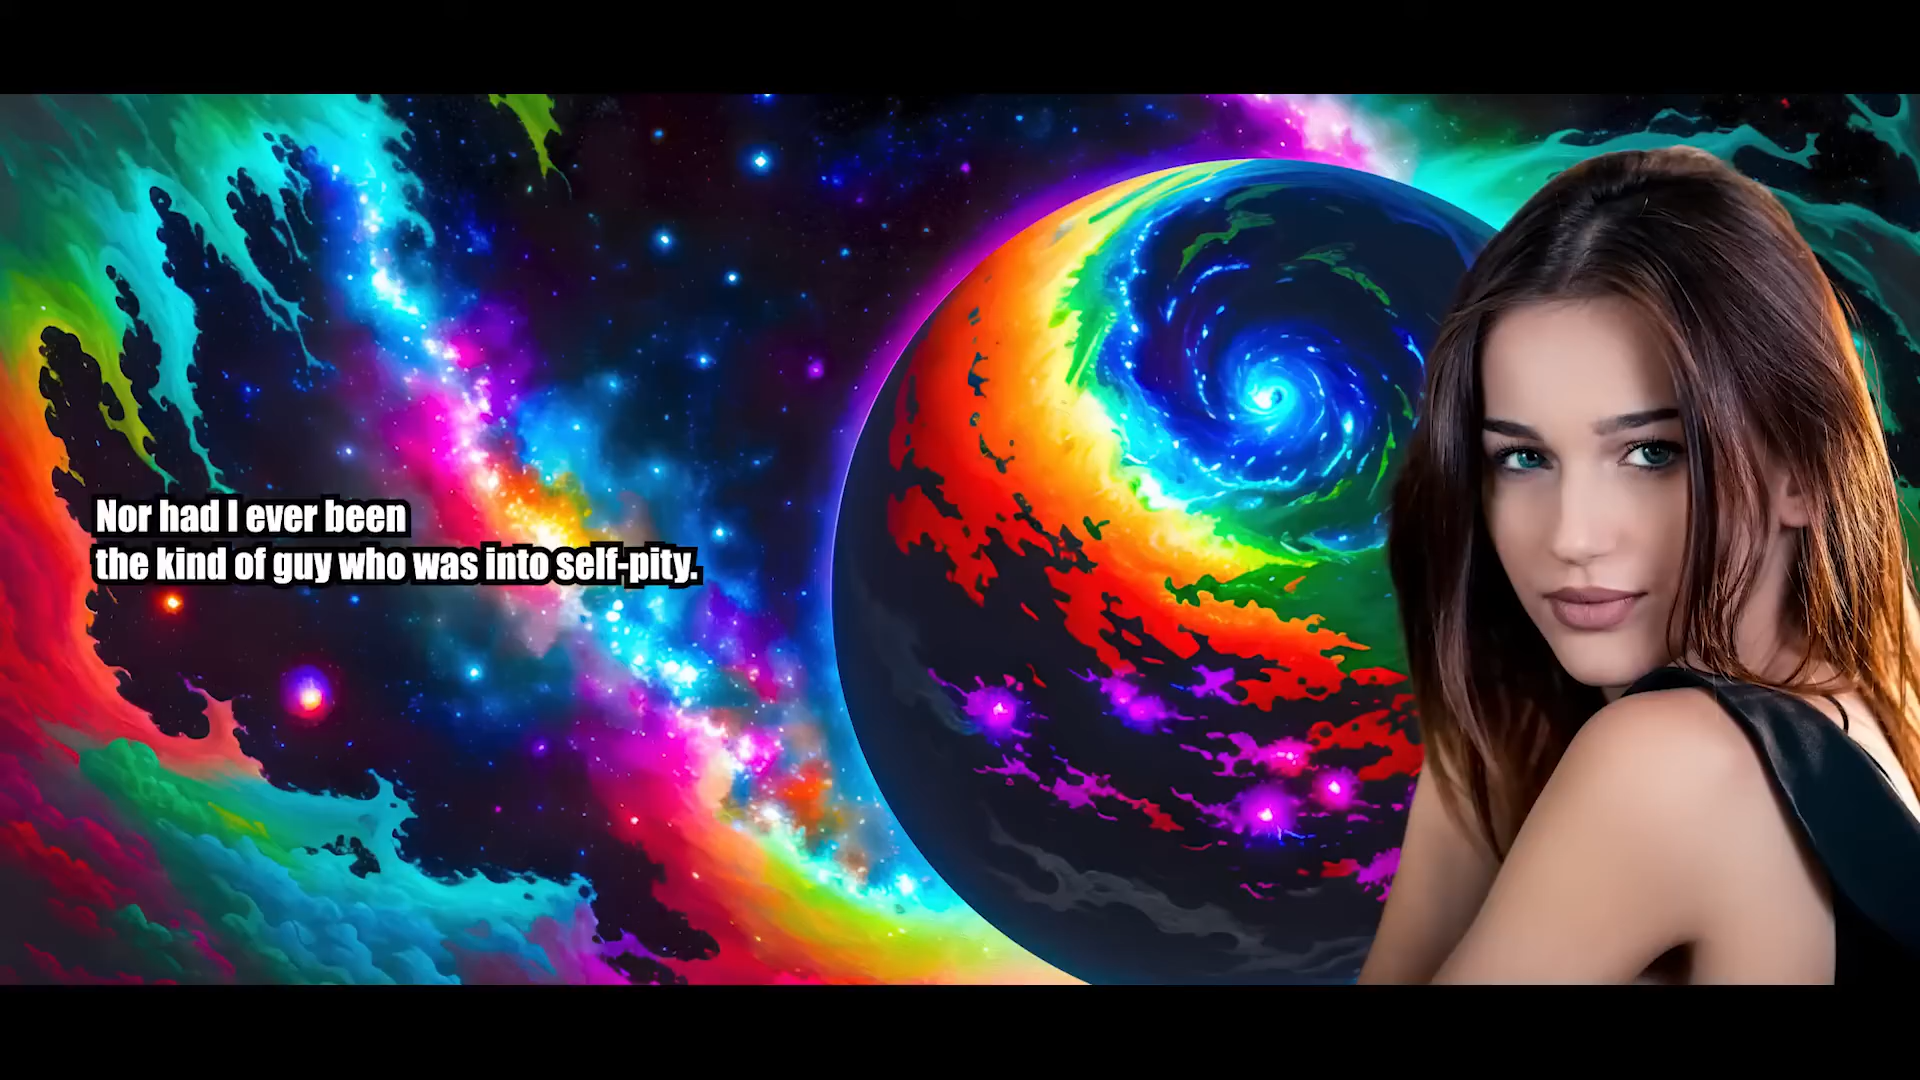 Nor had I ever been
the kind of guy who was into self-pity.